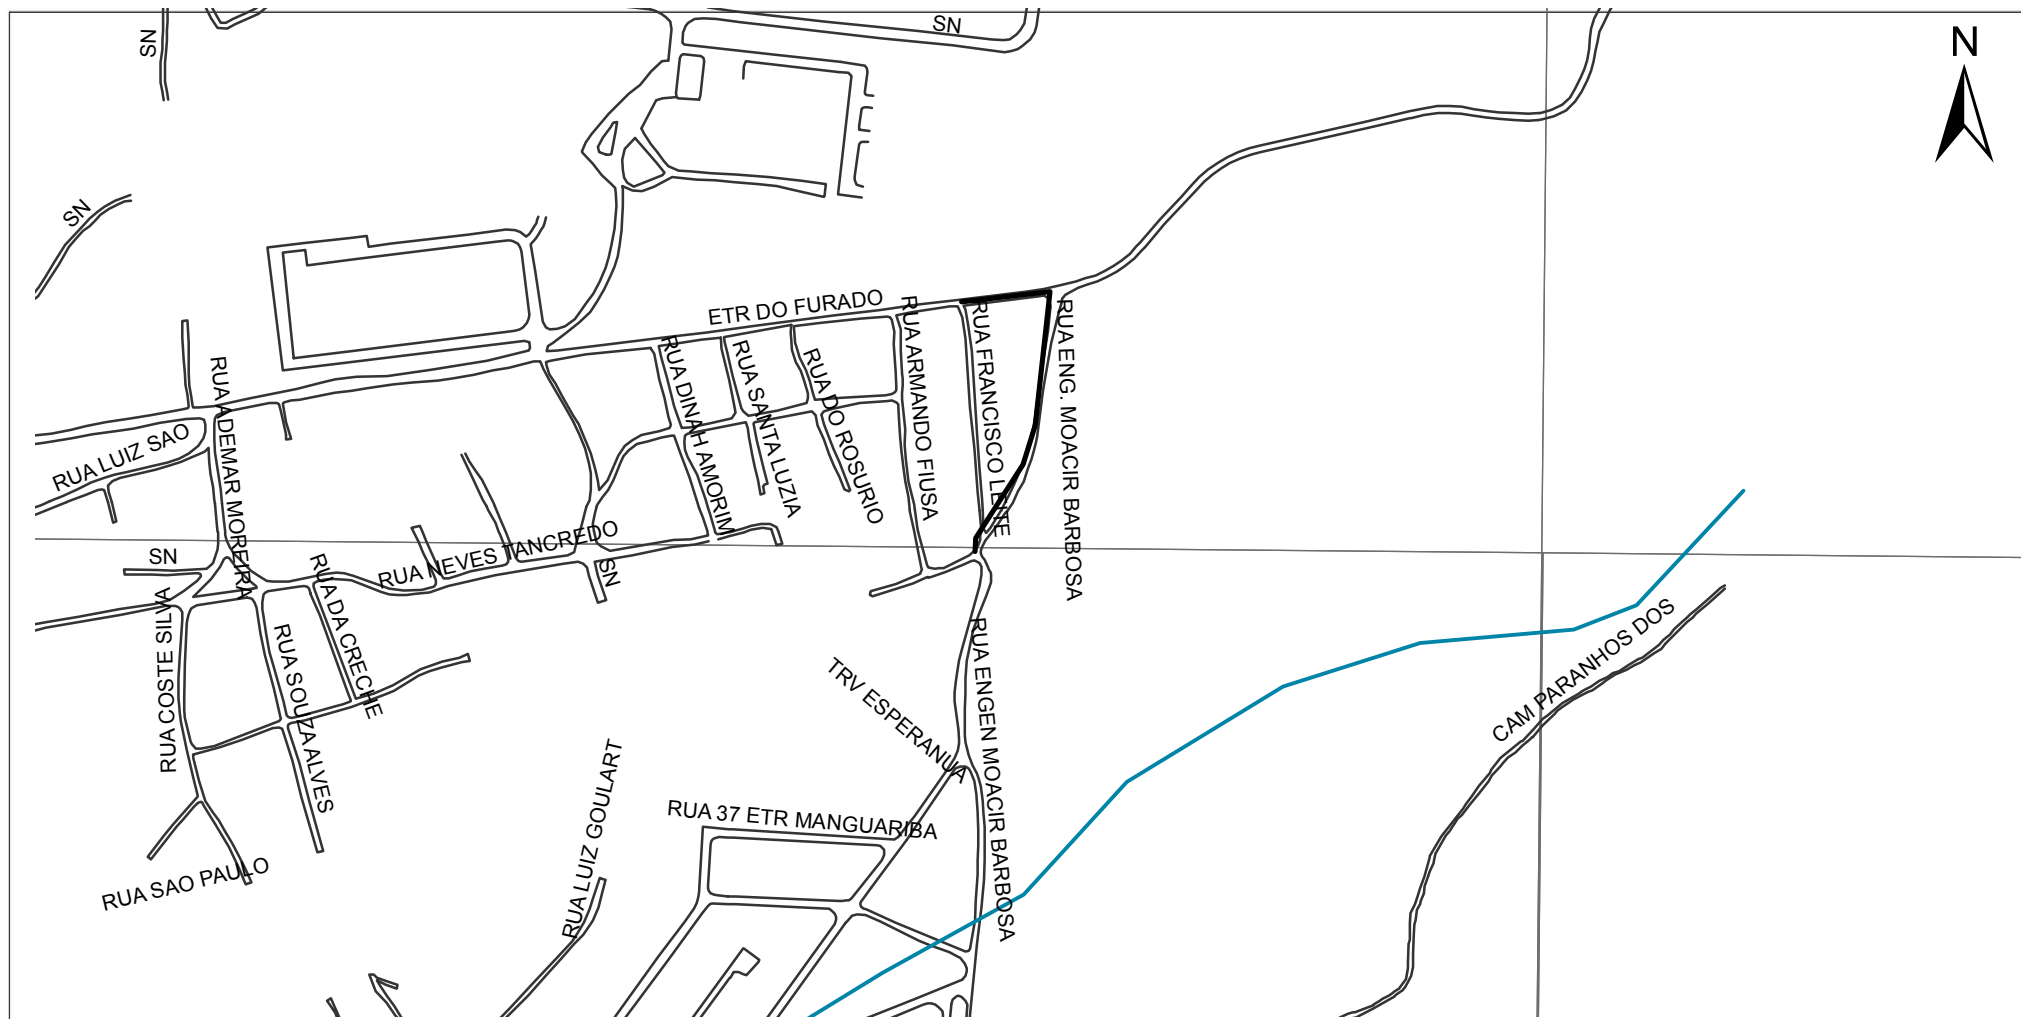 SN
SN
N
SN
ETR DO FURADO
RUA ARMANDO FIUSA
RUA FRANCISCO LEITE
RUA ENG. MOACIR BARBOSA
RUA DINAH AMORIM
RUA SANTA LUZIA
RUA DO ROSURIO
RUA ADEMAR MOREIRA
RUA LUIZ SAO
RUA NEVES TANCREDO
SN
SN
RUA DA CRECHE
RUA COSTE SILVA
RUA SOUZA ALVES
RUA ENGEN MOACIR BARBOSA
TRV ESPERANUA
CAM PARANHOS DOS
RUA LUIZ GOULART
RUA 37 ETR MANGUARIBA
RUA SAO PAULO